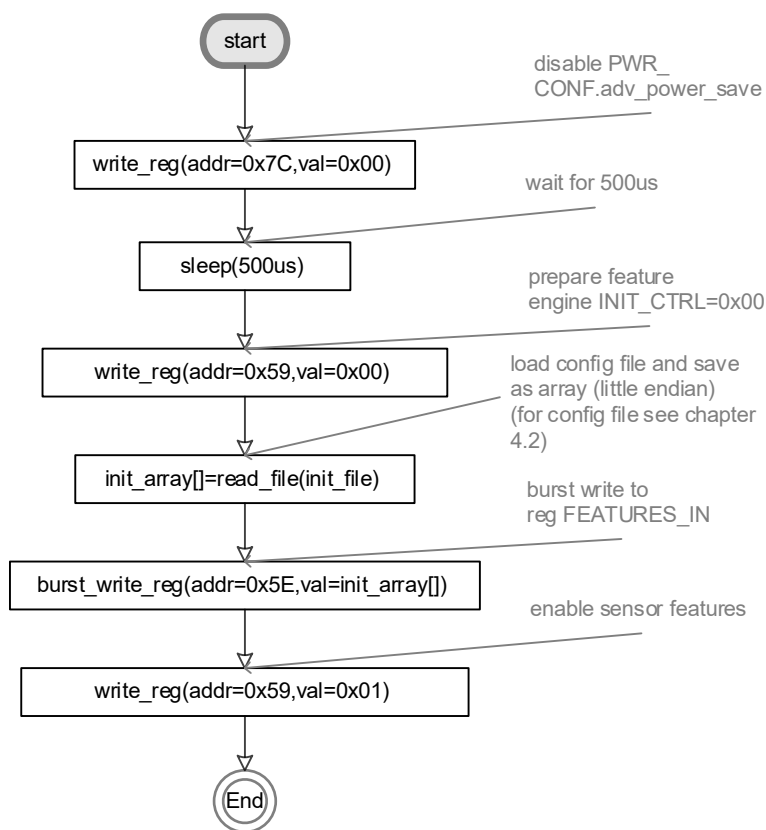 start
disable PWR_
CONF.adv_power_save
write_reg(addr=0x7C,val=0x00)
wait for 500us
sleep(500us)
prepare feature
engine INIT_CTRL=0x00
write_reg(addr=0x59,val=0x00)
load config file and save
as array (little endian)
(for config file see chapter
4.2)
init_array[]=read_file(init_file)
burst write to
reg FEATURES_IN
burst_write_reg(addr=0x5E,val=init_array[])
enable sensor features
write_reg(addr=0x59,val=0x01)
End